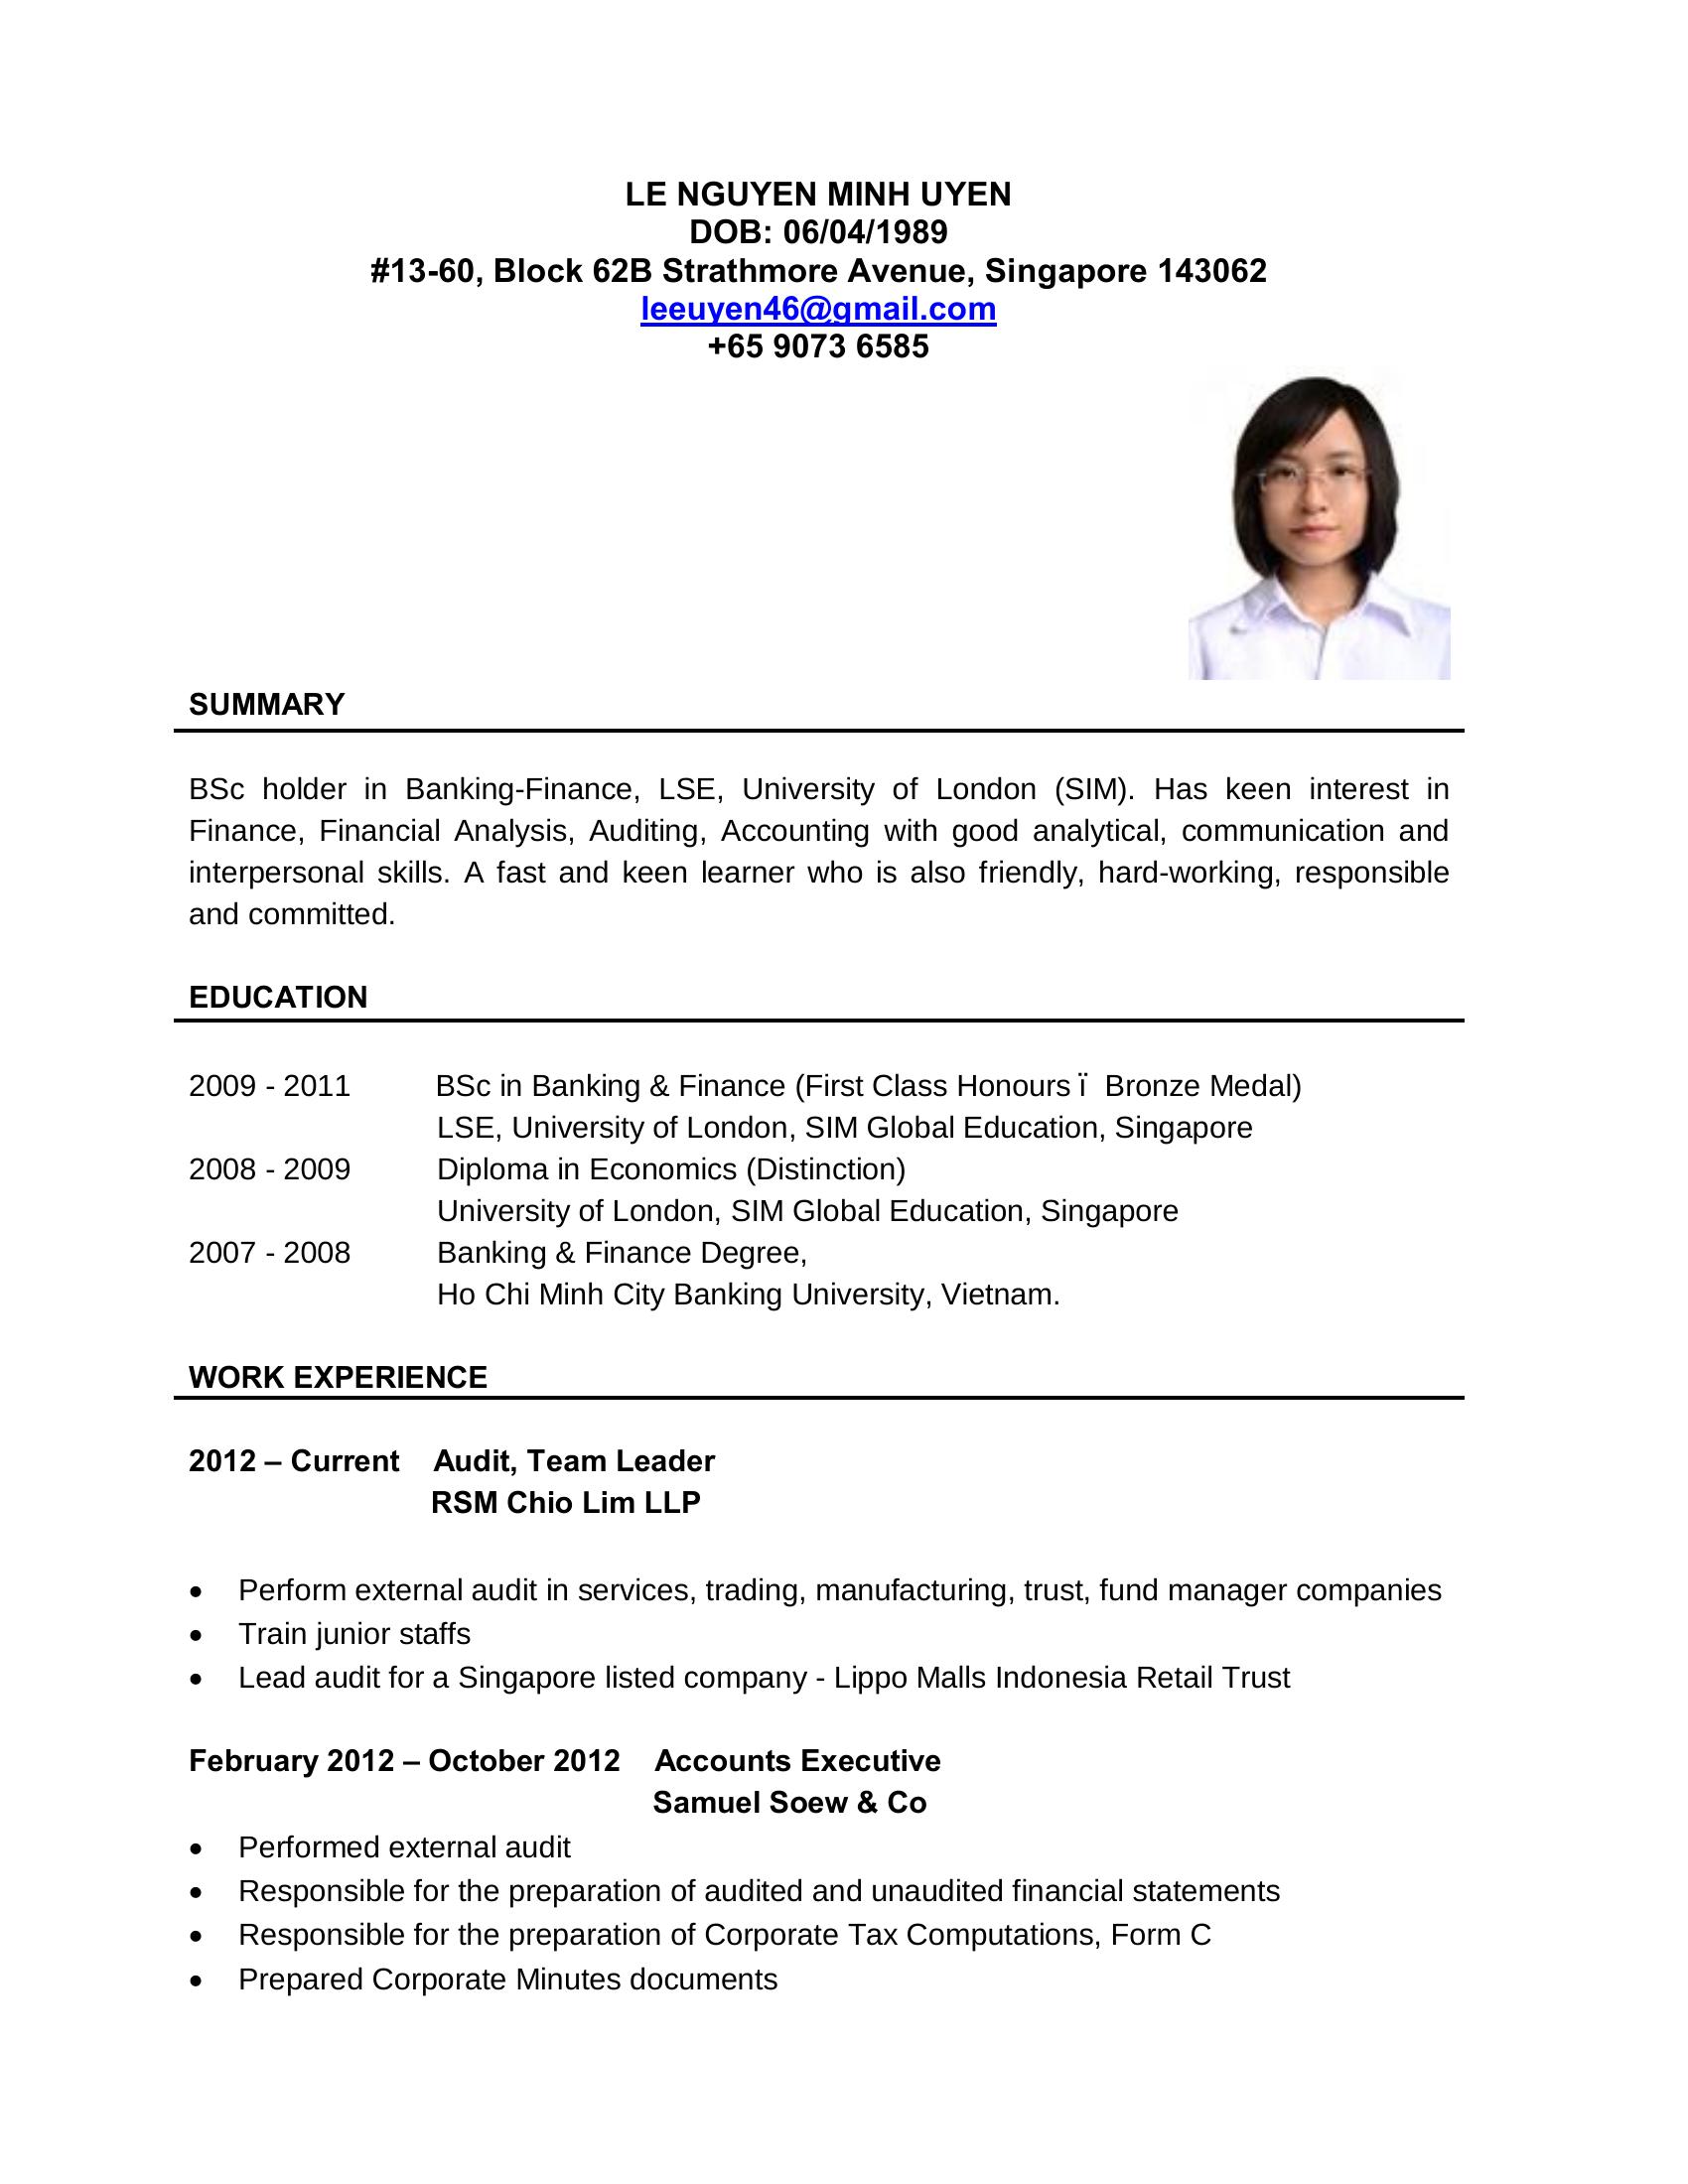 LE NGUYEN MINH UYEN
DOB: 06/04/1989
#13-60, Block 62B Strathmore Avenue, Singapore 143062
leeuyen46@gmail.com
+65 9073 6585
SUMMARY
BSc holder in Banking-Finance, LSE, University of London (SIM). Has keen interest in
Finance, Financial Analysis, Auditing, Accounting with good analytical, communication and
interpersonal skills. A fast and keen learner who is also friendly, hard-working, responsible
and committed.
EDUCATION
2009 - 2011 BSc in Banking & Finance (First Class Honours ï Bronze Medal)
LSE, University of London, SIM Global Education, Singapore
2008 - 2009 Diploma in Economics (Distinction)
University of London, SIM Global Education, Singapore
2007 - 2008 Banking & Finance Degree,
Ho Chi Minh City Banking University, Vietnam.
WORK EXPERIENCE
2012 – Current Audit, Team Leader
RSM Chio Lim LLP
• Perform external audit in services, trading, manufacturing, trust, fund manager companies
• Train junior staffs
• Lead audit for a Singapore listed company - Lippo Malls Indonesia Retail Trust
February 2012 – October 2012 Accounts Executive
Samuel Soew & Co
• Performed external audit
• Responsible for the preparation of audited and unaudited financial statements
• Responsible for the preparation of Corporate Tax Computations, Form C
• Prepared Corporate Minutes documents